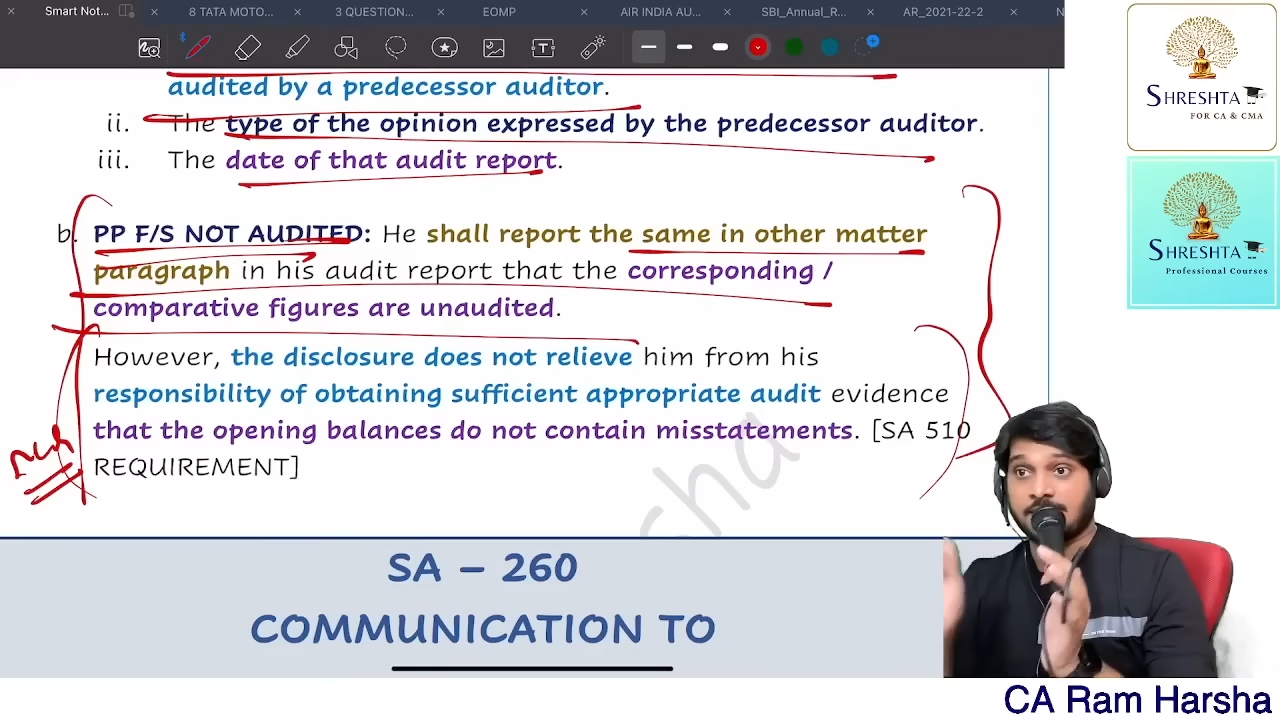 Smart Not...
8 TATA MOTO...
3 QUESTION...
EOMP
AIR INDIA AU...
SBI_Annual_R...
AR_2021-22-2
audited by a predecessor auditor.
ii. The type of the opinion expressed by the predecessor auditor.
iii. The date of that audit report.
b. PP F/S NOT AUDITED: He shall report the same in other matter
paragraph in his audit report that the corresponding /
comparative figures are unaudited.
However, the disclosure does not relieve him from his
responsibility of obtaining sufficient appropriate audit evidence
that the opening balances do not contain misstatements. [SA 510
REQUIREMENT]
sha
SA – 260
COMMUNICATION TO
SHRESHTA
FOR CA & CMA
SHRESHTA
Professional Courses
CA Ram Harsha